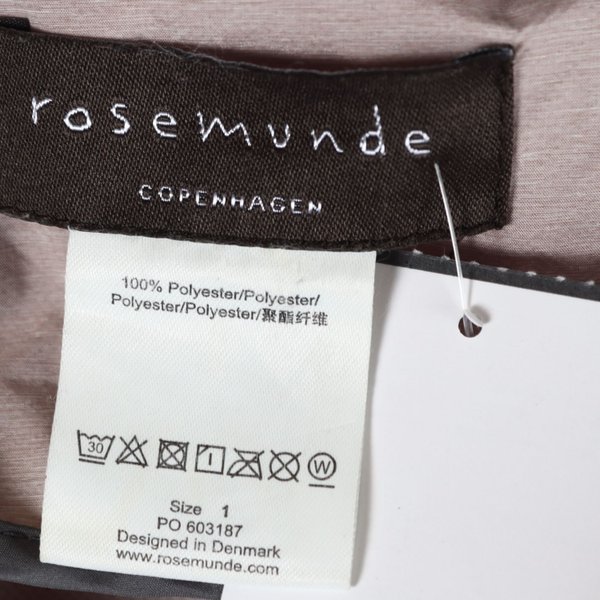 rosemunde
COPENHAGEN
100% Polyester/Polyester/
Polyester/Polyester/聚酯纤维
30
W
Size 1
PO 603187
Designed in Denmark
www.rosemunde.com